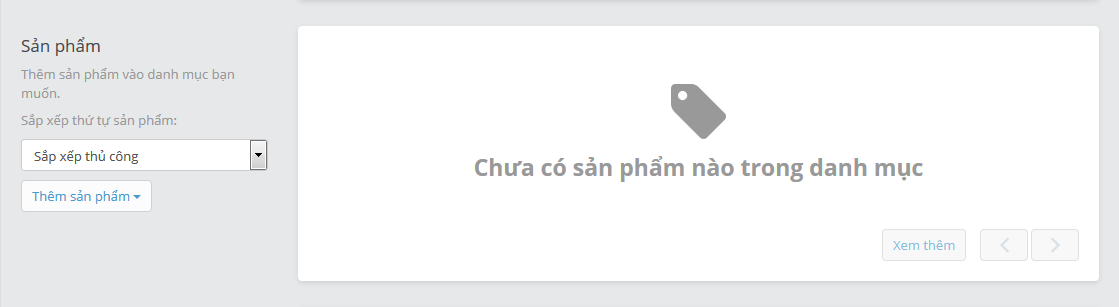 Sản phẩm
Thêm sản phẩm vào danh mục bạn
muốn.
Sắp xếp thứ tự sản phẩm:
Sắp xếp thủ công
Thêm sản phẩm
Chưa có sản phẩm nào trong danh mục
Xem thêm